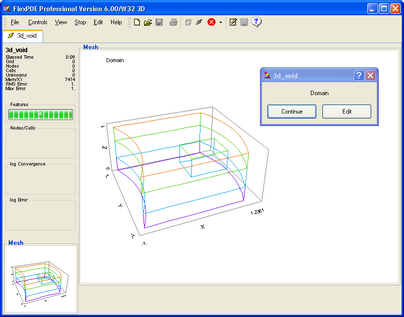 FlexPDE Professional Version 6.00/W32 3D
File Controls View Stop Edit Help
3d_void
3d_void
Elapsed Time 0:06
Grid 0
Nodes 0
Cells 0
Unknowns 0
Mem(K) 7414
RMS Error 1.
Max Error 1.
Features
Nodes/Cells
log Convergence
log Error
Mesh
Mesh
Domain
3d_void
Domain
Continue Edit
Z
Y
X